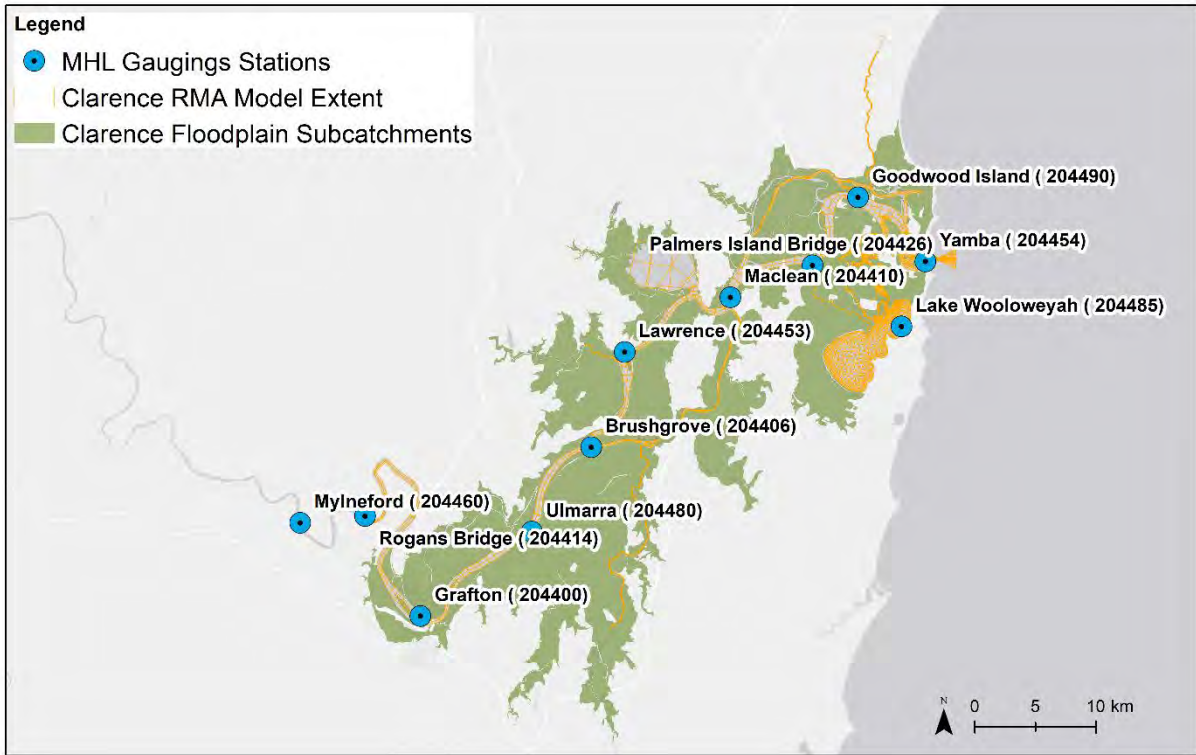 Legend
MHL Gaugings Stations
Clarence RMA Model Extent
Clarence Floodplain Subcatchments
Goodwood Island ( 204490)
Palmers Island Bridge ( 204426)
Yamba ( 204454)
Maclean ( 204410)
Lake Wooloweyah ( 204485)
Lawrence ( 204453)
Brushgrove ( 204406)
Mylneford ( 204460)
Ulmarra ( 204480)
Rogans Bridge ( 204414)
Grafton ( 204400)
N
0 5 10 km